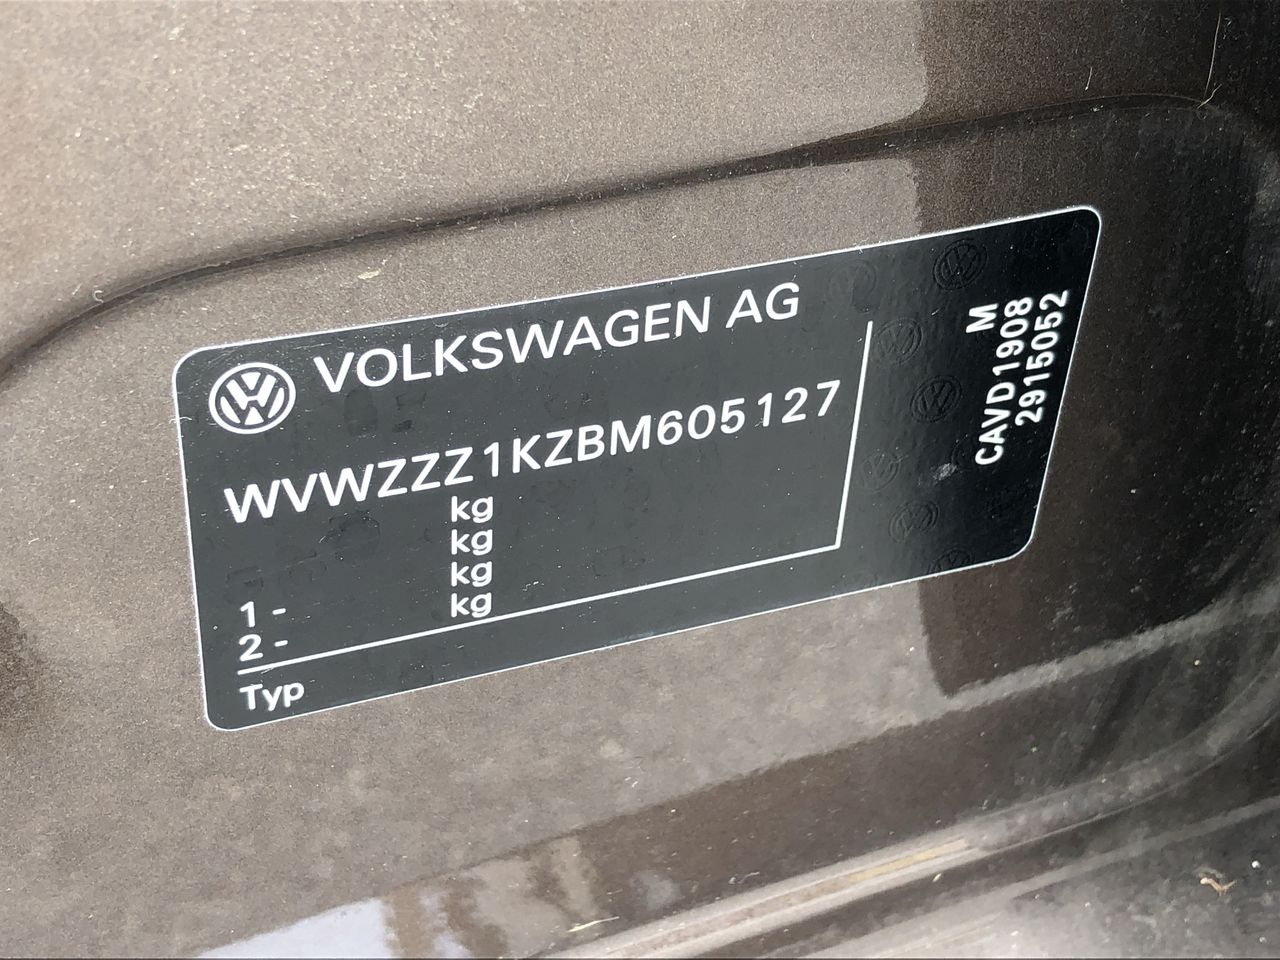 VOLKSWAGEN AG
WVWZZZ1KZBM605127
kg
kg
1 - kg
2 - kg
Typ
M
CAVD1908
2915052